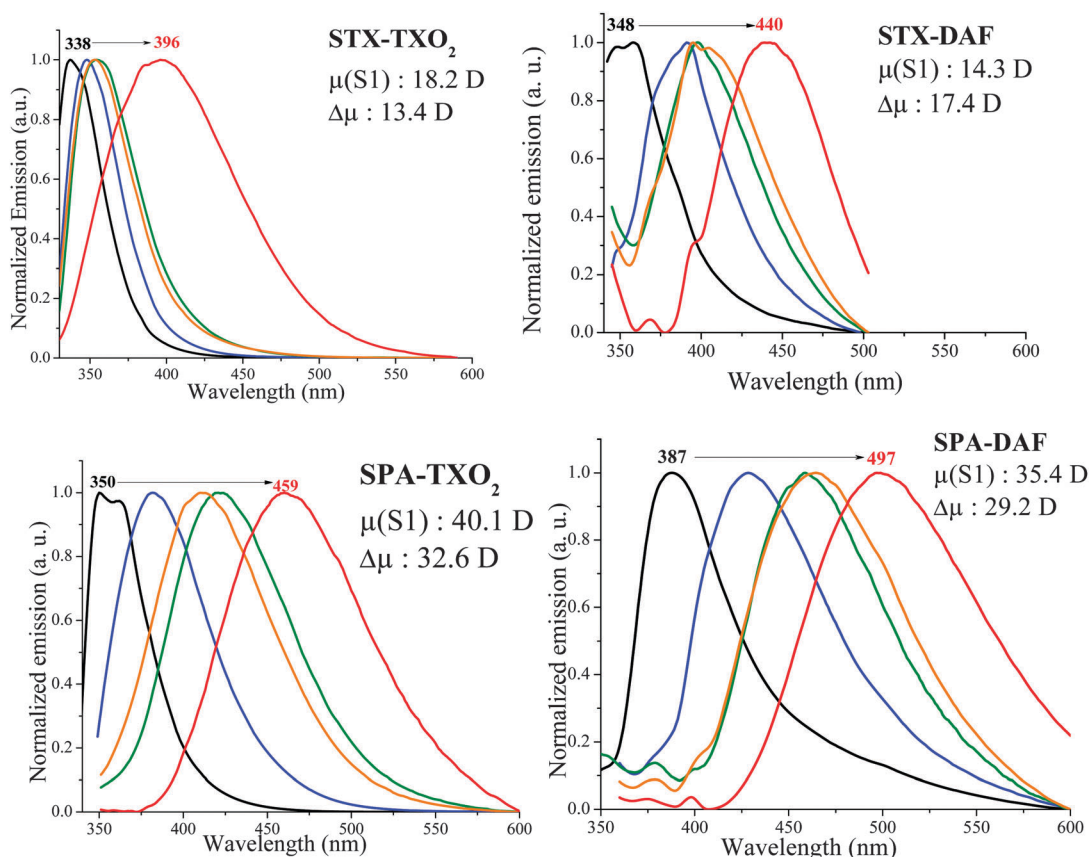 338
396
STX-TXO₂
μ(S1) : 18.2 D
Δμ : 13.4 D
Normalized Emission (a.u.)
1.0
0.8
0.6
0.4
0.2
0.0
350 400 450 500 550 600
Wavelength (nm)
348
440
STX-DAF
μ(S1) : 14.3 D
Δμ : 17.4 D
Normalized emission (a. u.)
1.0
0.8
0.6
0.4
0.2
0.0
350 400 450 500 550 600
Wavelength (nm)
350
459
SPA-TXO₂
μ(S1) : 40.1 D
Δμ : 32.6 D
Normalized emission (a. u.)
1.0
0.8
0.6
0.4
0.2
0.0
350 400 450 500 550 600
Wavelength (nm)
387
497
SPA-DAF
μ(S1) : 35.4 D
Δμ : 29.2 D
Normalized emission (a. u.)
1.0
0.8
0.6
0.4
0.2
0.0
350 400 450 500 550 600
Wavelength (nm)